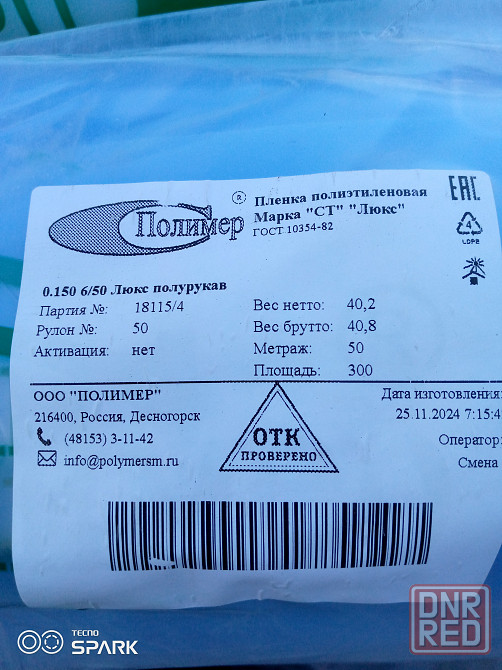 Полимер ®
Пленка полиэтиленовая
Марка "СТ" "Люкс"
ГОСТ 10354-82
EAC
4
LDPE
0.150 6/50 Люкс полурукав
Партия №: 18115/4
Рулон №: 50
Активация: нет
Вес нетто: 40,2
Вес брутто: 40,8
Метраж: 50
Площадь: 300
ООО "ПОЛИМЕР"
216400, Россия, Десногорск
(48153) 3-11-42
info@polymersm.ru
ОТК
ПРОВЕРЕНО
Дата изготовления:
25.11.2024 7:15:4
Оператор:
Смена
TECNO
SPARK
DNR
RED